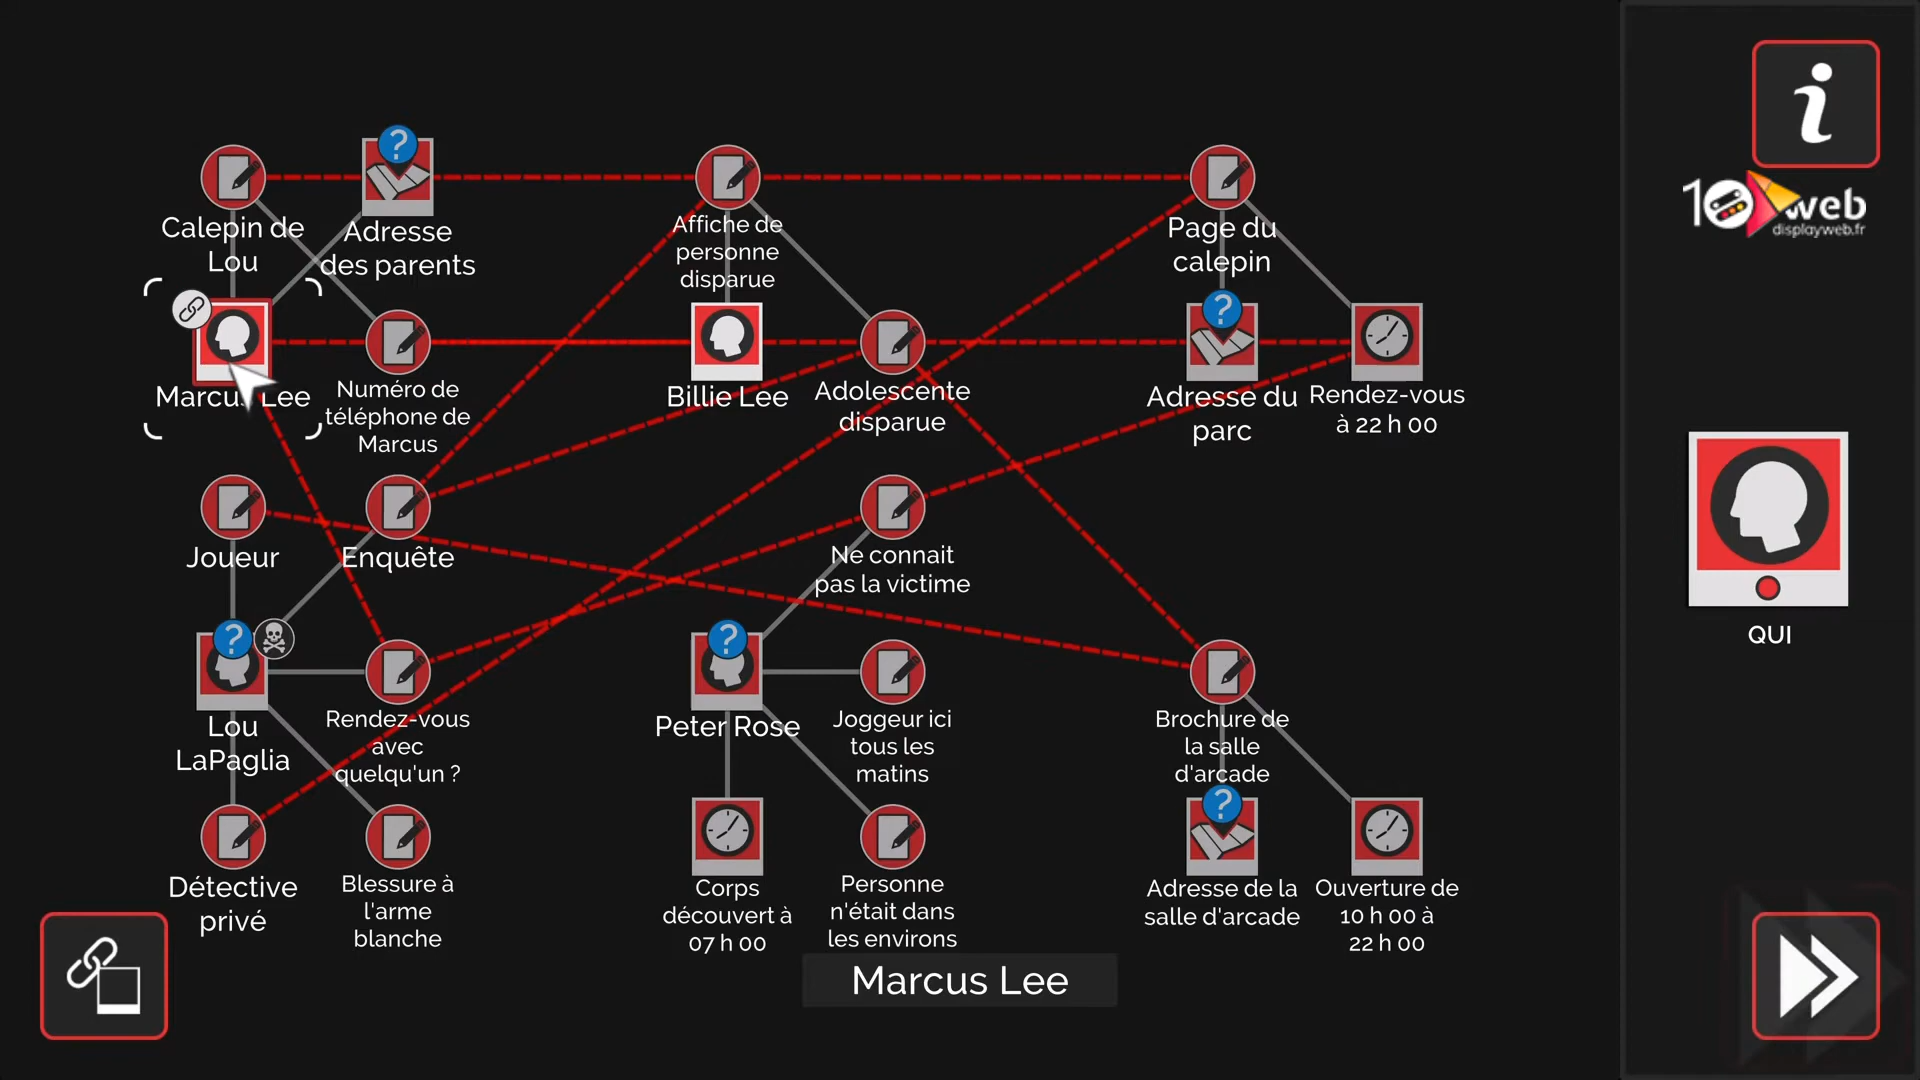 i
10
web
displayweb.fr
?
Calepin de
Lou
Adresse
des parents
Affiche de
personne
disparue
Page du
calepin
?
Marcus Lee
Numéro de
téléphone de
Marcus
Billie Lee
Adolescente
disparue
Adresse du
parc
Rendez-vous
à 22 h 00
Joueur
Enquête
Ne connait
pas la victime
QUI
?
?
Lou
LaPaglia
Rendez-vous
avec
quelqu'un ?
Peter Rose
Joggeur ici
tous les
matins
Brochure de
la salle
d'arcade
?
Détective
privé
Blessure à
l'arme
blanche
Corps
découvert à
07 h 00
Personne
n'était dans
les environs
Adresse de la
salle d'arcade
Ouverture de
10 h 00 à
22 h 00
Marcus Lee